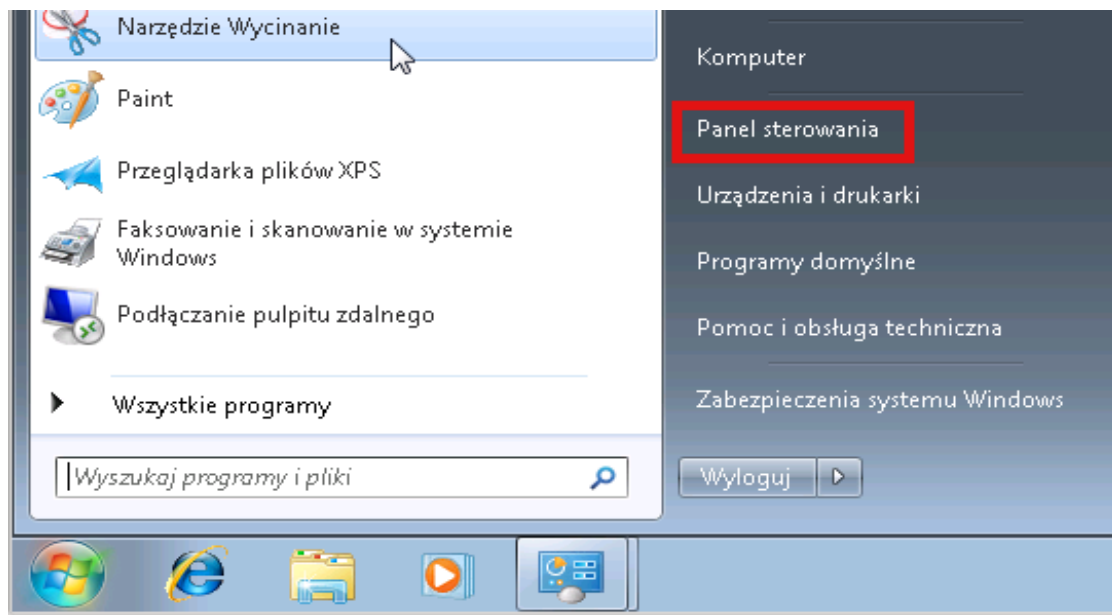 Narzędzie Wycinanie
Paint
Przeglądarka plików XPS
Faksowanie i skanowanie w systemie
Windows
Podłączanie pulpitu zdalnego
Wszystkie programy
Wyszukaj programy i pliki
Komputer
Panel sterowania
Urządzenia i drukarki
Programy domyślne
Pomoc i obsługa techniczna
Zabezpieczenia systemu Windows
Wyloguj